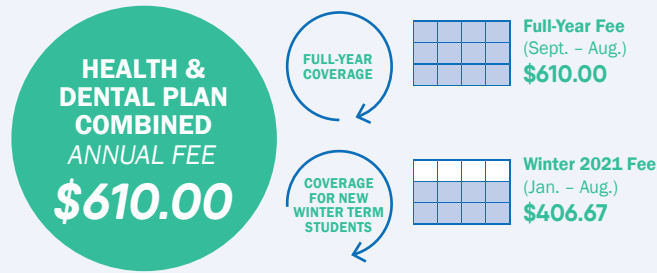 HEALTH &
DENTAL PLAN
COMBINED
ANNUAL FEE
$610.00
FULL-YEAR
COVERAGE
Full-Year Fee
(Sept. – Aug.)
$610.00
COVERAGE
FOR NEW
WINTER TERM
STUDENTS
Winter 2021 Fee
(Jan. – Aug.)
$406.67